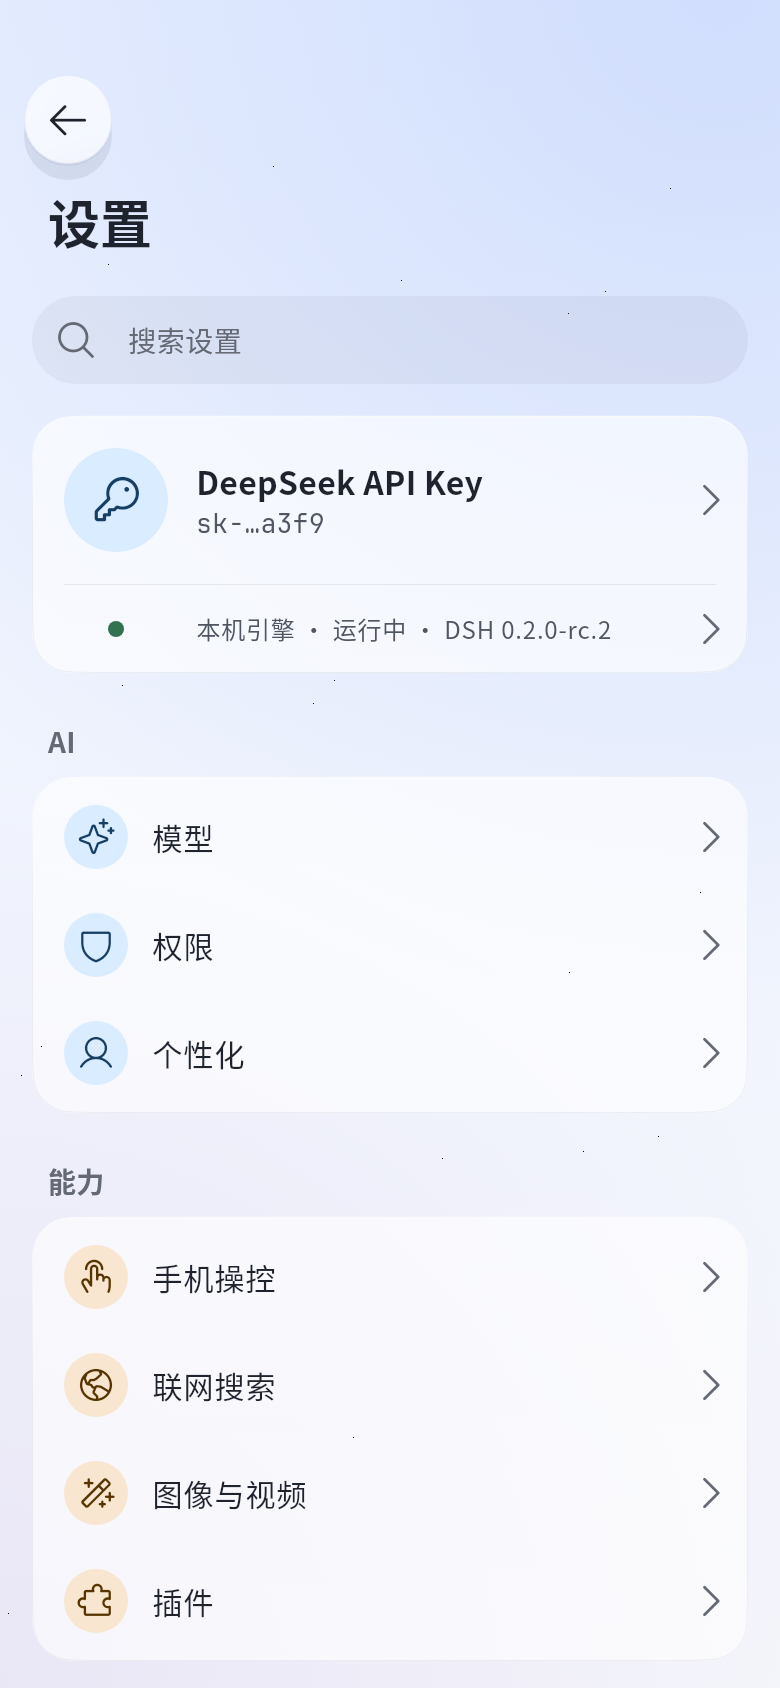 设置
搜索设置
DeepSeek API Key
sk-…a3f9
本机引擎 · 运行中 · DSH 0.2.0-rc.2
AI
模型
权限
个性化
能力
手机操控
联网搜索
图像与视频
插件